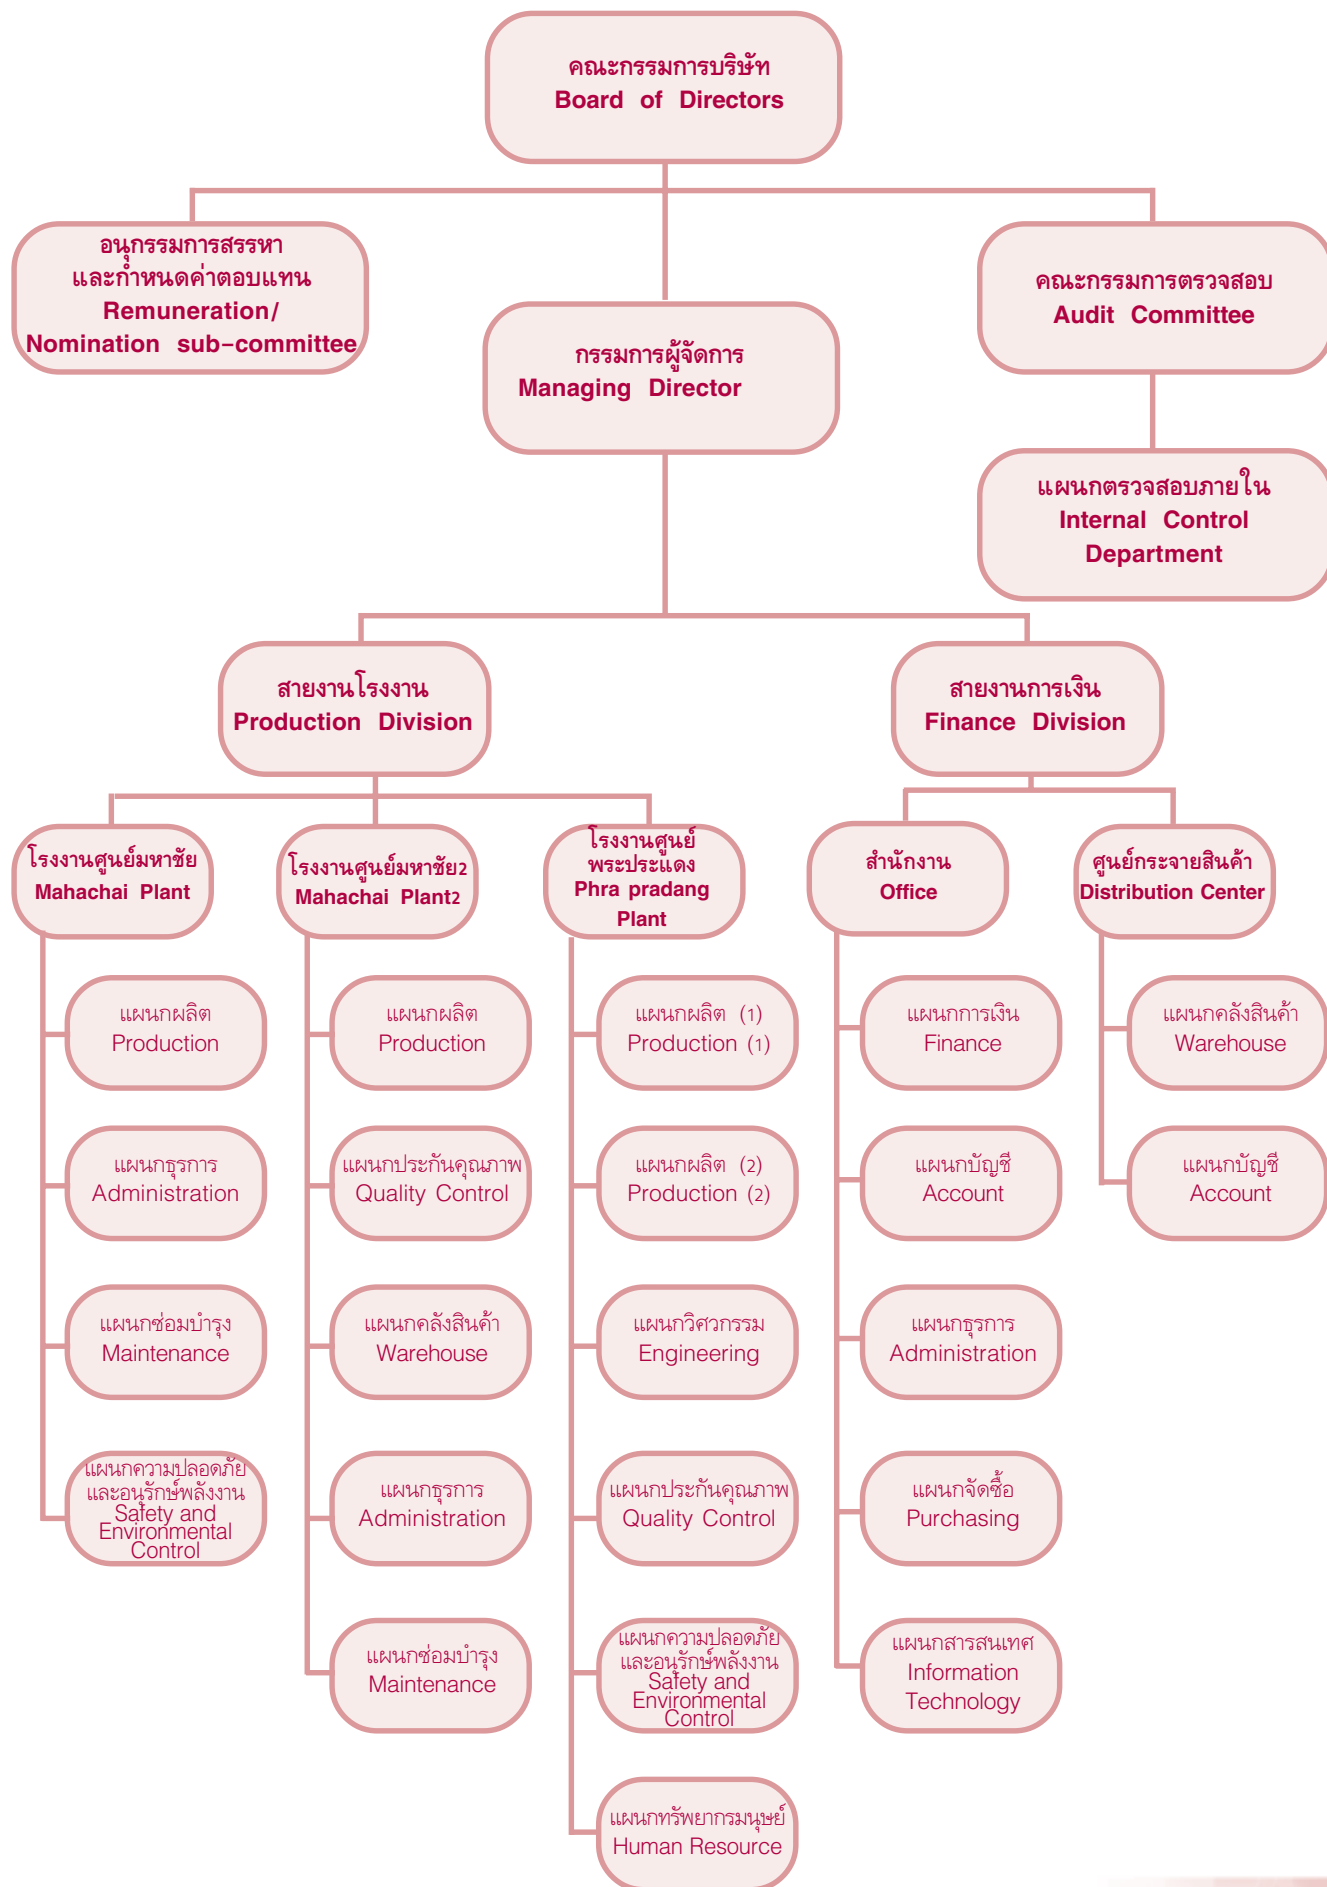 คณะกรรมการบริษัท
Board of Directors
อนุกรรมการสรรหา
และกำหนดค่าตอบแทน
Remuneration/
Nomination sub-committee
กรรมการผู้จัดการ
Managing Director
คณะกรรมการตรวจสอบ
Audit Committee
แผนกตรวจสอบภายใน
Internal Control
Department
สายงานโรงงาน
Production Division
สายงานการเงิน
Finance Division
โรงงานศูนย์มหาชัย
Mahachai Plant
โรงงานศูนย์มหาชัย2
Mahachai Plant2
โรงงานศูนย์
พระประแดง
Phra pradang
Plant
สำนักงาน
Office
ศูนย์กระจายสินค้า
Distribution Center
แผนกผลิต
Production
แผนกธุรการ
Administration
แผนกซ่อมบำรุง
Maintenance
แผนกความปลอดภัย
และอนุรักษ์พลังงาน
Safety and
Environmental
Control
แผนกผลิต
Production
แผนกประกันคุณภาพ
Quality Control
แผนกคลังสินค้า
Warehouse
แผนกธุรการ
Administration
แผนกซ่อมบำรุง
Maintenance
แผนกผลิต (1)
Production (1)
แผนกผลิต (2)
Production (2)
แผนกวิศวกรรม
Engineering
แผนกประกันคุณภาพ
Quality Control
แผนกความปลอดภัย
และอนุรักษ์พลังงาน
Safety and
Environmental
Control
แผนกทรัพยากรมนุษย์
Human Resource
แผนกการเงิน
Finance
แผนกบัญชี
Account
แผนกธุรการ
Administration
แผนกจัดซื้อ
Purchasing
แผนกสารสนเทศ
Information
Technology
แผนกคลังสินค้า
Warehouse
แผนกบัญชี
Account